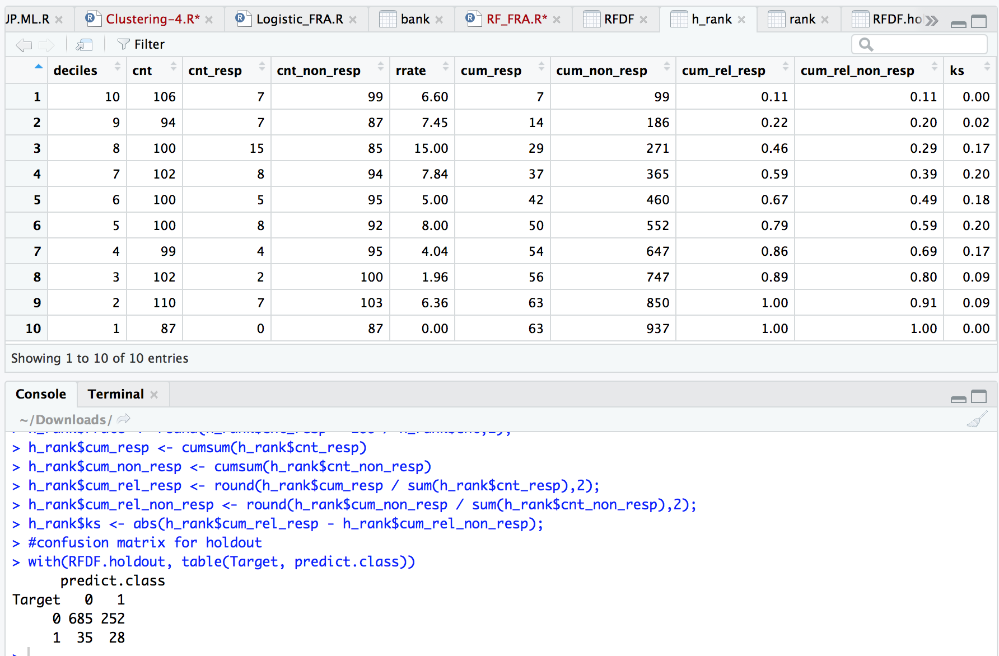 JP.ML.R Clustering-4.R* Logistic_FRA.R bank RF_FRA.R* RFDF h_rank rank RFDF.ho
Filter
deciles cnt cnt_resp cnt_non_resp rrate cum_resp cum_non_resp cum_rel_resp cum_rel_non_resp ks
1 10 106 7 99 6.60 7 99 0.11 0.11 0.00
2 9 94 7 87 7.45 14 186 0.22 0.20 0.02
3 8 100 15 85 15.00 29 271 0.46 0.29 0.17
4 7 102 8 94 7.84 37 365 0.59 0.39 0.20
5 6 100 5 95 5.00 42 460 0.67 0.49 0.18
6 5 100 8 92 8.00 50 552 0.79 0.59 0.20
7 4 99 4 95 4.04 54 647 0.86 0.69 0.17
8 3 102 2 100 1.96 56 747 0.89 0.80 0.09
9 2 110 7 103 6.36 63 850 1.00 0.91 0.09
10 1 87 0 87 0.00 63 937 1.00 1.00 0.00
Showing 1 to 10 of 10 entries
Console Terminal
~/Downloads/
> h_rank$cum_resp <- cumsum(h_rank$cnt_resp)
> h_rank$cum_non_resp <- cumsum(h_rank$cnt_non_resp)
> h_rank$cum_rel_resp <- round(h_rank$cum_resp / sum(h_rank$cnt_resp),2);
> h_rank$cum_rel_non_resp <- round(h_rank$cum_non_resp / sum(h_rank$cnt_non_resp),2);
> h_rank$ks <- abs(h_rank$cum_rel_resp - h_rank$cum_rel_non_resp);
> #confusion matrix for holdout
> with(RFDF.holdout, table(Target, predict.class))
predict.class
Target 0 1
0 685 252
1 35 28
>